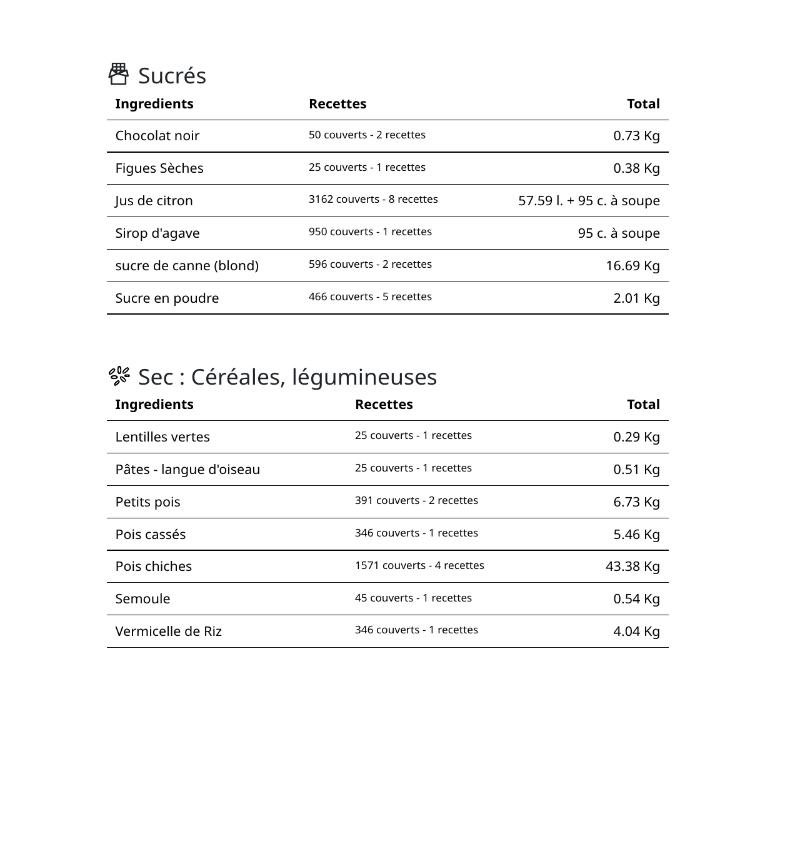 Sucrés
Ingredients Recettes Total
Chocolat noir 50 couverts - 2 recettes 0.73 Kg
Figues Sèches 25 couverts - 1 recettes 0.38 Kg
Jus de citron 3162 couverts - 8 recettes 57.59 l. + 95 c. à soupe
Sirop d'agave 950 couverts - 1 recettes 95 c. à soupe
sucre de canne (blond) 596 couverts - 2 recettes 16.69 Kg
Sucre en poudre 466 couverts - 5 recettes 2.01 Kg
Sec : Céréales, légumineuses
Ingredients Recettes Total
Lentilles vertes 25 couverts - 1 recettes 0.29 Kg
Pâtes - langue d'oiseau 25 couverts - 1 recettes 0.51 Kg
Petits pois 391 couverts - 2 recettes 6.73 Kg
Pois cassés 346 couverts - 1 recettes 5.46 Kg
Pois chiches 1571 couverts - 4 recettes 43.38 Kg
Semoule 45 couverts - 1 recettes 0.54 Kg
Vermicelle de Riz 346 couverts - 1 recettes 4.04 Kg